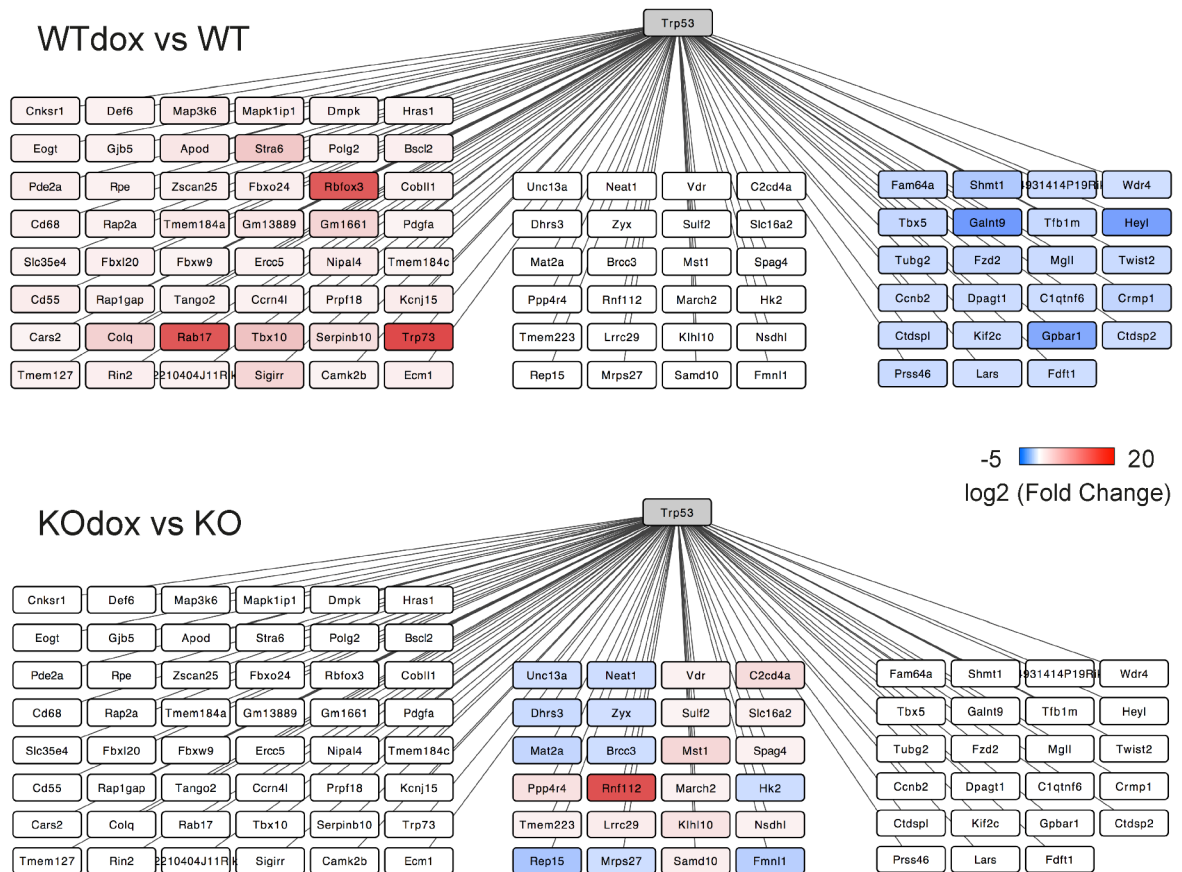 WTdox vs WT
Trp53
Cnksr1 Def6 Map3k6 Mapk1ip1 Dmpk Hras1
Eogt Gjb5 Apod Stra6 Polg2 Bscl2
Pde2a Rpe Zscan25 Fbxo24 Rbfox3 Cobll1 Unc13a Neat1 Vdr C2cd4a Fam64a Shmt1 4931414P19Rik Wdr4
Cd68 Rap2a Tmem184a Gm13889 Gm1661 Pdgfa Dhrs3 Zyx Sulf2 Slc16a2 Tbx5 Galnt9 Tfb1m Heyl
Slc35e4 Fbxl20 Fbxw9 Ercc5 Nipal4 Tmem184c Mat2a Brcc3 Mst1 Spag4 Tubg2 Fzd2 Mgll Twist2
Cd55 Rap1gap Tango2 Ccrn4l Prpf18 Kcnj15 Ppp4r4 Rnf112 March2 Hk2 Ccnb2 Dpagt1 C1qtnf6 Crmp1
Cars2 Colq Rab17 Tbx10 Serpinb10 Trp73 Tmem223 Lrrc29 Klhl10 Nsdhl Ctdspl Kif2c Gpbar1 Ctdsp2
Tmem127 Rin2 2210404J11Rik Sigirr Camk2b Ecm1 Rep15 Mrps27 Samd10 Fmnl1 Prss46 Lars Fdft1
-5 20
log2 (Fold Change)
KOdox vs KO
Trp53
Cnksr1 Def6 Map3k6 Mapk1ip1 Dmpk Hras1
Eogt Gjb5 Apod Stra6 Polg2 Bscl2
Pde2a Rpe Zscan25 Fbxo24 Rbfox3 Cobll1 Unc13a Neat1 Vdr C2cd4a Fam64a Shmt1 4931414P19Rik Wdr4
Cd68 Rap2a Tmem184a Gm13889 Gm1661 Pdgfa Dhrs3 Zyx Sulf2 Slc16a2 Tbx5 Galnt9 Tfb1m Heyl
Slc35e4 Fbxl20 Fbxw9 Ercc5 Nipal4 Tmem184c Mat2a Brcc3 Mst1 Spag4 Tubg2 Fzd2 Mgll Twist2
Cd55 Rap1gap Tango2 Ccrn4l Prpf18 Kcnj15 Ppp4r4 Rnf112 March2 Hk2 Ccnb2 Dpagt1 C1qtnf6 Crmp1
Cars2 Colq Rab17 Tbx10 Serpinb10 Trp73 Tmem223 Lrrc29 Klhl10 Nsdhl Ctdspl Kif2c Gpbar1 Ctdsp2
Tmem127 Rin2 2210404J11Rik Sigirr Camk2b Ecm1 Rep15 Mrps27 Samd10 Fmnl1 Prss46 Lars Fdft1